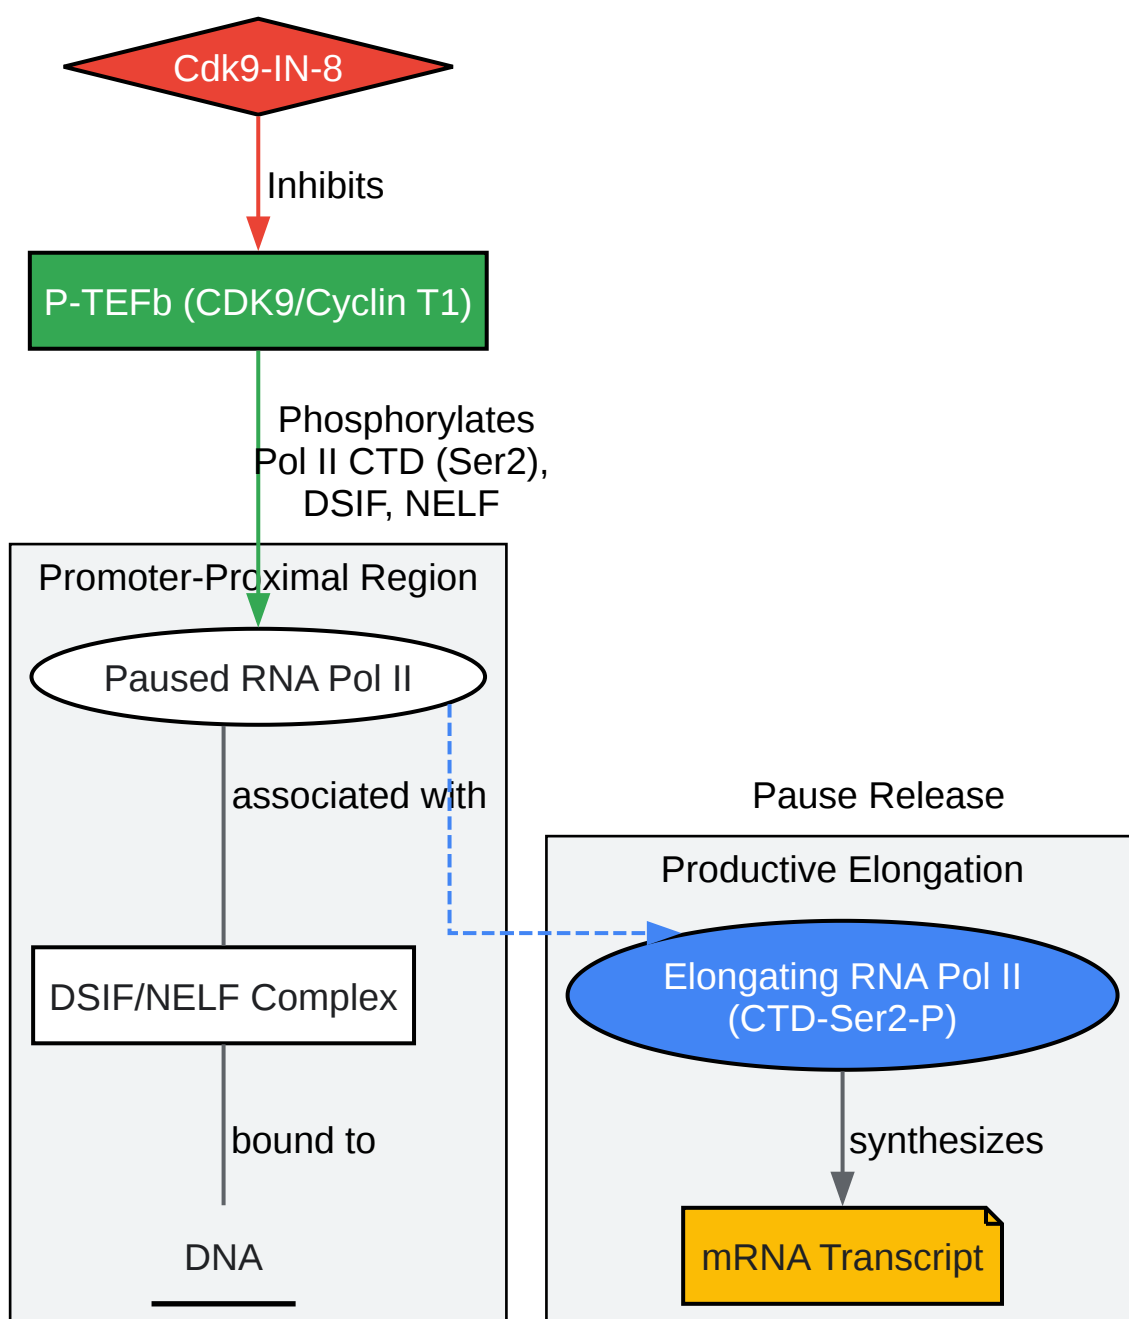 Cdk9-IN-8
Inhibits
P-TEFb (CDK9/Cyclin T1)
Phosphorylates
Pol II CTD (Ser2),
DSIF, NELF
Promoter-Proximal Region
Paused RNA Pol II
associated with
Pause Release
Productive Elongation
Elongating RNA Pol II
(CTD-Ser2-P)
DSIF/NELF Complex
bound to
synthesizes
DNA
mRNA Transcript